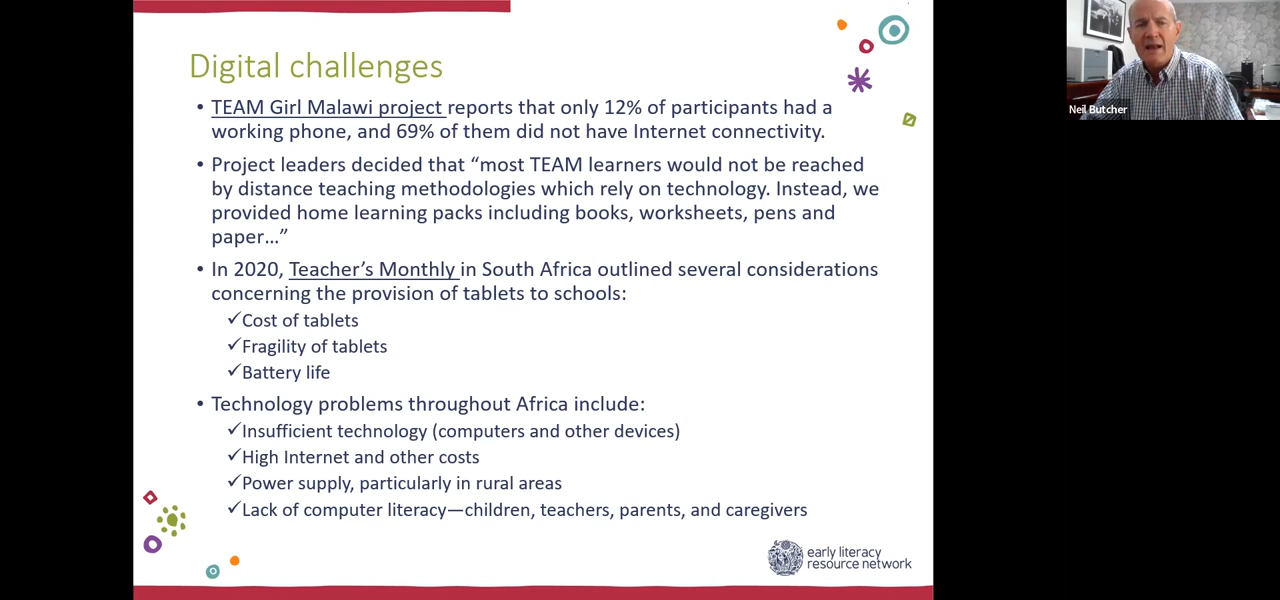 Digital challenges
• TEAM Girl Malawi project reports that only 12% of participants had a
working phone, and 69% of them did not have Internet connectivity.
• Project leaders decided that “most TEAM learners would not be reached
by distance teaching methodologies which rely on technology. Instead, we
provided home learning packs including books, worksheets, pens and
paper…”
• In 2020, Teacher’s Monthly in South Africa outlined several considerations
concerning the provision of tablets to schools:
✓Cost of tablets
✓Fragility of tablets
✓Battery life
• Technology problems throughout Africa include:
✓Insufficient technology (computers and other devices)
✓High Internet and other costs
✓Power supply, particularly in rural areas
✓Lack of computer literacy—children, teachers, parents, and caregivers
early literacy
resource network
Neil Butcher